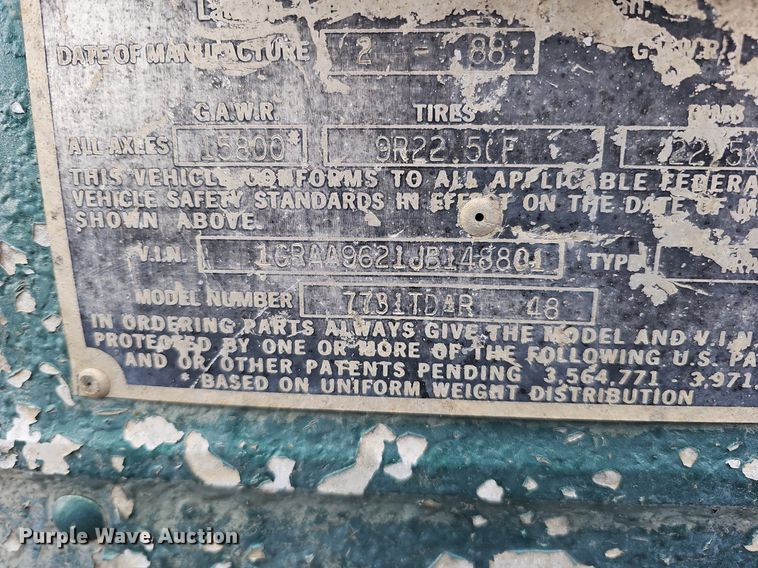 DATE OF MANUFACTURE 2 - 88 G.V.W.R.
G.A.W.R. TIRES
ALL AXLES 15800# 9R22.5(F
THIS VEHICLE CONFORMS TO ALL APPLICABLE FEDERA
VEHICLE SAFETY STANDARDS IN EFFECT ON THE DATE OF M
SHOWN ABOVE.
V.I.N. 1GRAA9621JB148801 TYPE TRA
MODEL NUMBER 7731TDAR 48
IN ORDERING PARTS ALWAYS GIVE THE MODEL AND V.I.N.
PROTECTED BY ONE OR MORE OF THE FOLLOWING U.S. PA
AND OR OTHER PATENTS PENDING 3,564,771 - 3,971,
BASED ON UNIFORM WEIGHT DISTRIBUTION
Purple Wave Auction